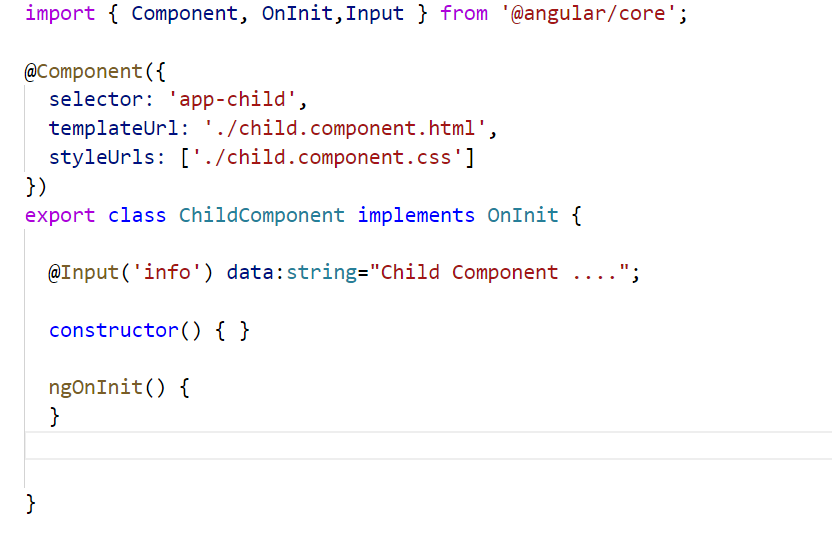 import { Component, OnInit,Input } from '@angular/core';
@Component({
selector: 'app-child',
templateUrl: './child.component.html',
styleUrls: ['./child.component.css']
})
export class ChildComponent implements OnInit {
@Input('info') data:string="Child Component ....";
constructor() { }
ngOnInit() {
}
}